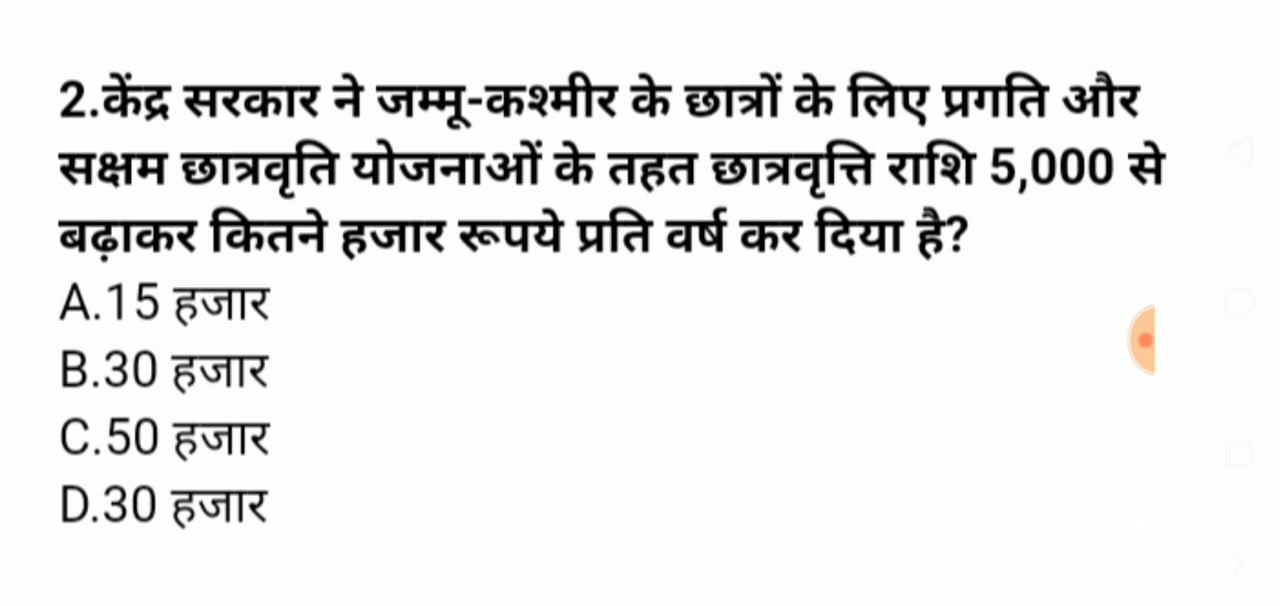 2.केंद्र सरकार ने जम्मू-कश्मीर के छात्रों के लिए प्रगति और
सक्षम छात्रवृति योजनाओं के तहत छात्रवृत्ति राशि 5,000 से
बढ़ाकर कितने हजार रूपये प्रति वर्ष कर दिया है?
A.15 हजार
B.30 हजार
C.50 हजार
D.30 हजार